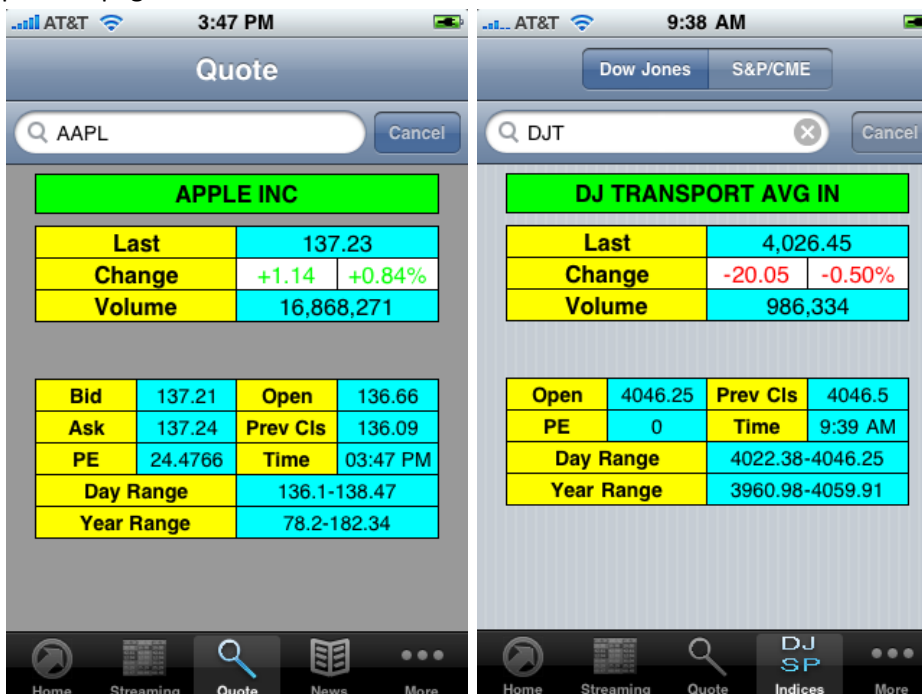 AT&T 3:47 PM
Quote
AAPL Cancel
APPLE INC
Last 137.23
Change +1.14 +0.84%
Volume 16,868,271
Bid 137.21 Open 136.66
Ask 137.24 Prev Cls 136.09
PE 24.4766 Time 03:47 PM
Day Range 136.1-138.47
Year Range 78.2-182.34
Home Streaming Quote News More
AT&T 9:38 AM
Dow Jones S&P/CME
DJT Cancel
DJ TRANSPORT AVG IN
Last 4,026.45
Change -20.05 -0.50%
Volume 986,334
Open 4046.25 Prev Cls 4046.5
PE 0 Time 9:39 AM
Day Range 4022.38-4046.25
Year Range 3960.98-4059.91
DJ
SP
Home Streaming Quote Indices More